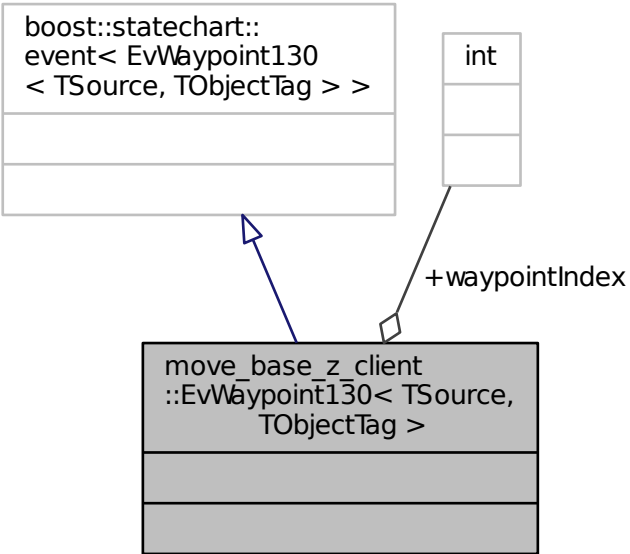 boost::statechart::
event< EvWaypoint130
< TSource, TObjectTag > >
int
+waypointIndex
move_base_z_client
::EvWaypoint130< TSource,
TObjectTag >